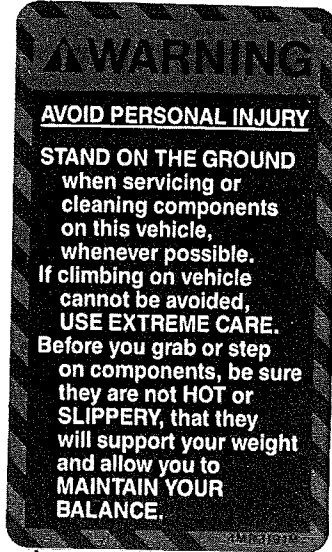 WARNING
AVOID PERSONAL INJURY
STAND ON THE GROUND
when servicing or
cleaning components
on this vehicle,
whenever possible.
If climbing on vehicle
cannot be avoided,
USE EXTREME CARE.
Before you grab or step
on components, be sure
they are not HOT or
SLIPPERY, that they
will support your weight
and allow you to
MAINTAIN YOUR
BALANCE.